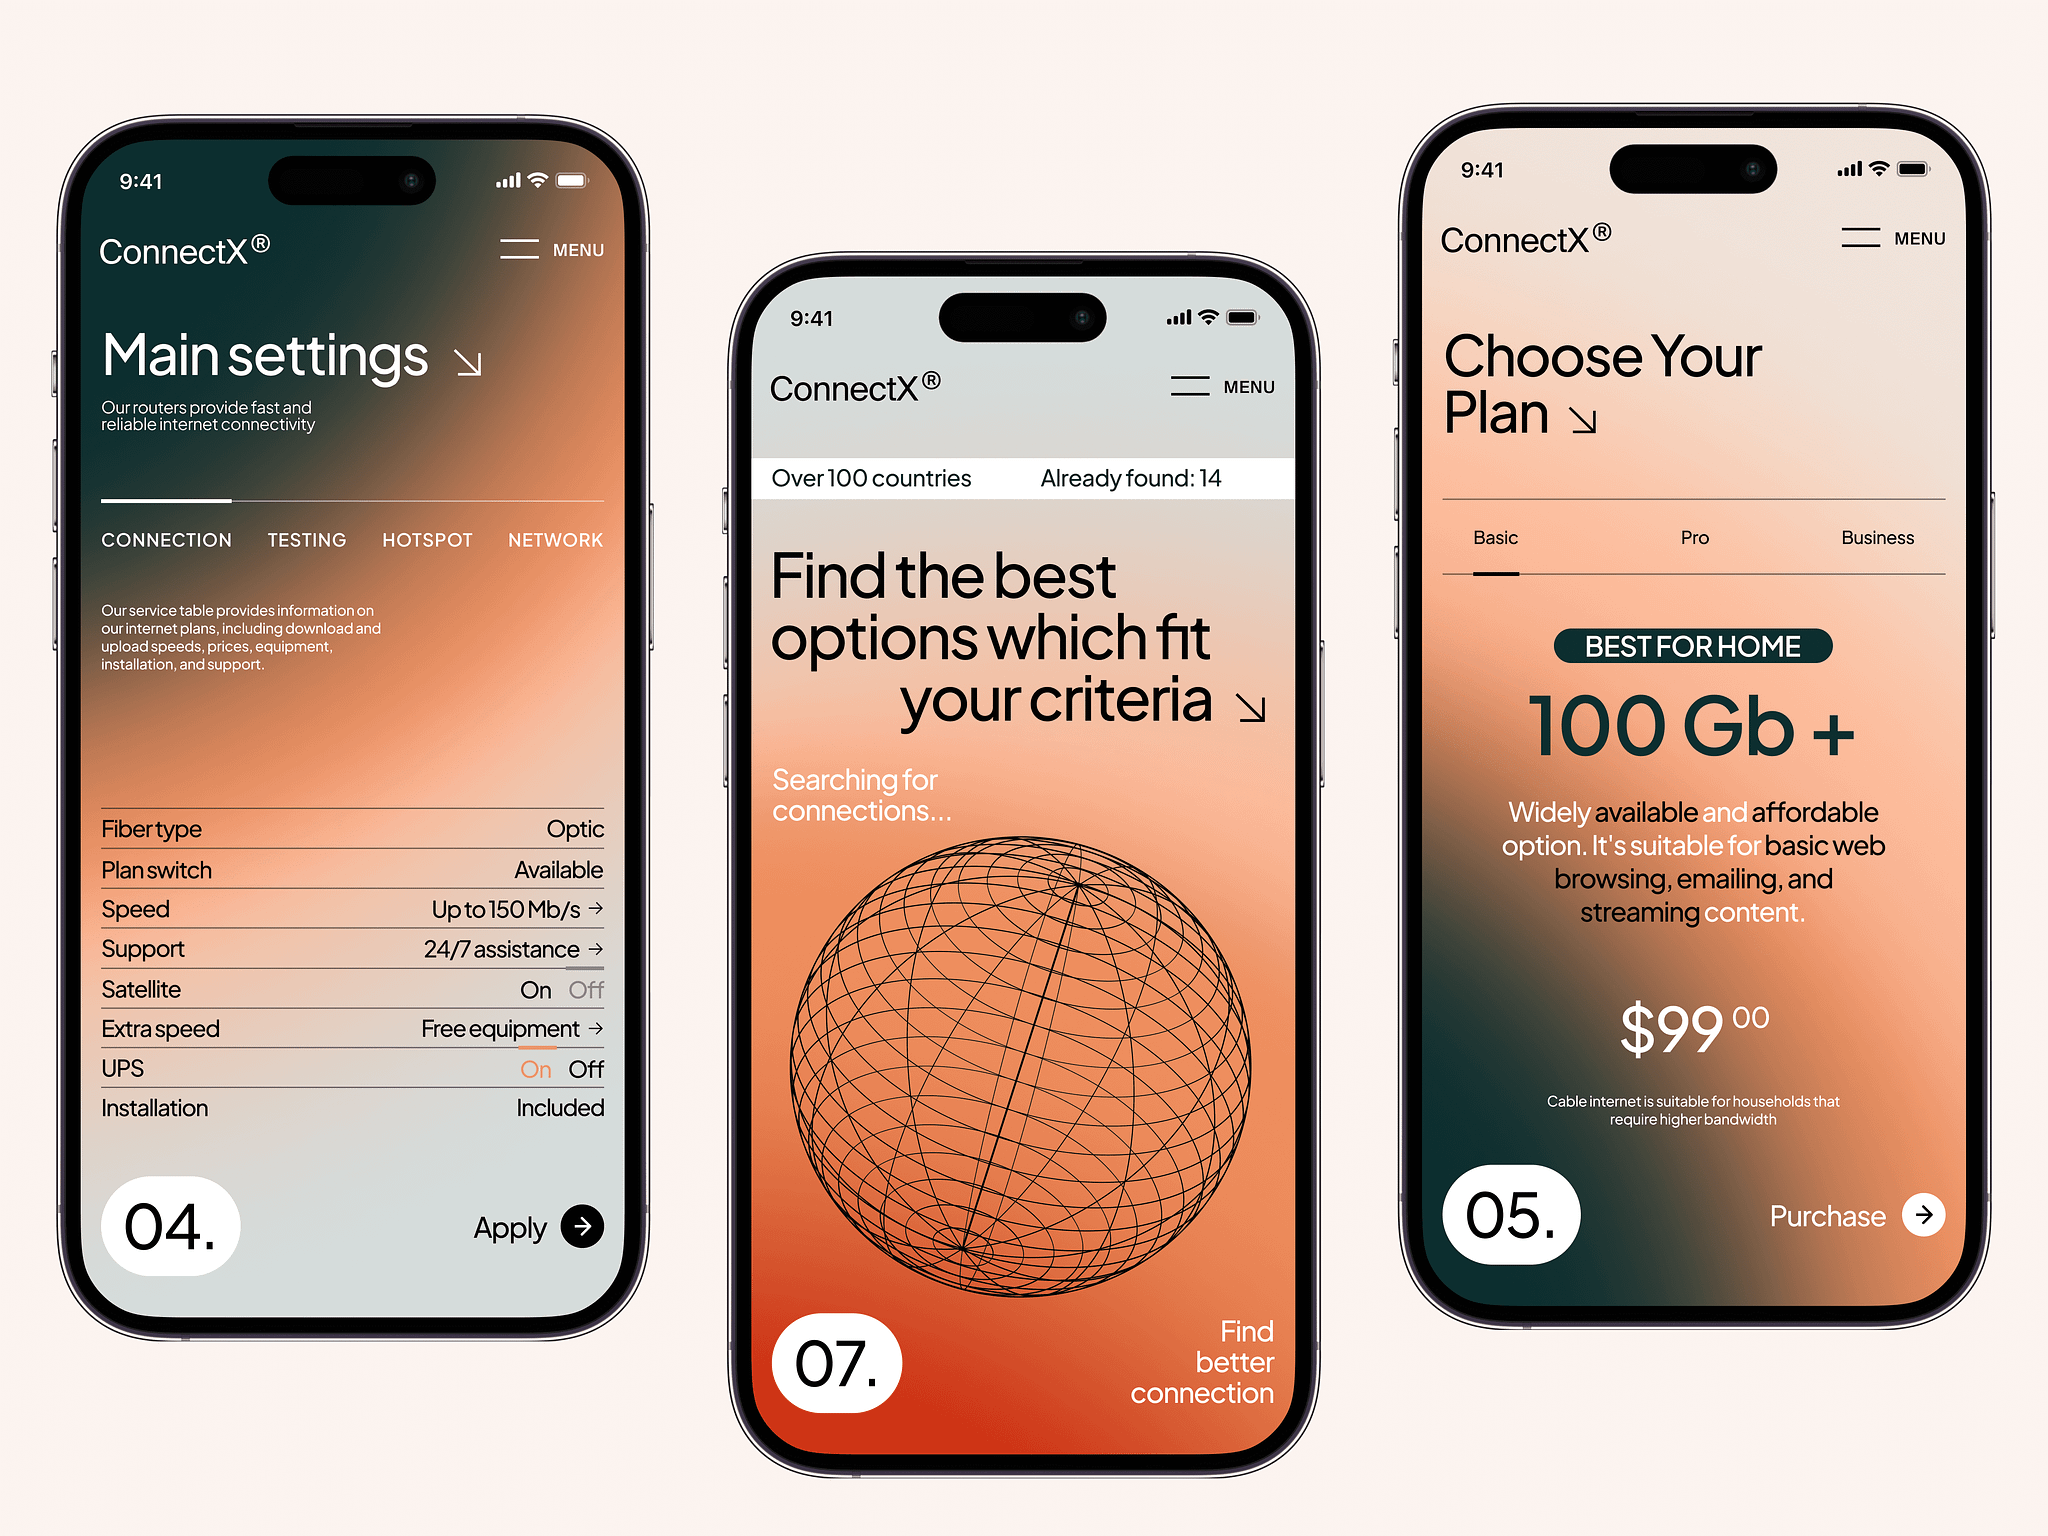 9:41
ConnectX®
MENU
Main settings
Our routers provide fast and
reliable internet connectivity
CONNECTION TESTING HOTSPOT NETWORK
Our service table provides information on
our internet plans, including download and
upload speeds, prices, equipment,
installation, and support.
Fiber type Optic
Plan switch Available
Speed Up to 150 Mb/s →
Support 24/7 assistance →
Satellite On Off
Extra speed Free equipment →
UPS On Off
Installation Included
04.
Apply
9:41
ConnectX®
MENU
Over 100 countries Already found: 14
Find the best
options which fit
your criteria
Searching for
connections...
07.
Find
better
connection
9:41
ConnectX®
MENU
Choose Your
Plan
Basic Pro Business
BEST FOR HOME
100 Gb +
Widely available and affordable
option. It's suitable for basic web
browsing, emailing, and
streaming content.
$99 00
Cable internet is suitable for households that
require higher bandwidth
05.
Purchase